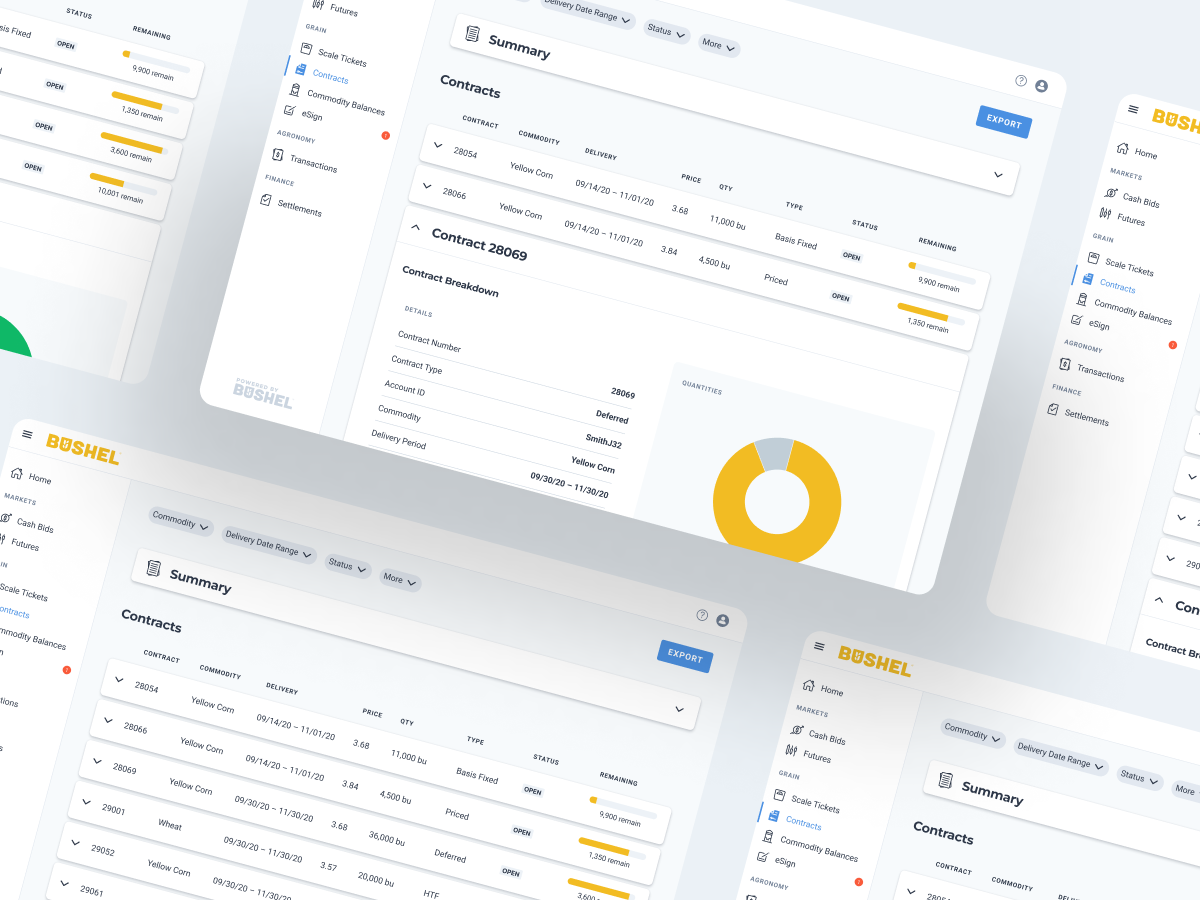 STATUS
REMAINING
Basis Fixed
OPEN
9,900 remain
OPEN
1,350 remain
OPEN
3,600 remain
OPEN
10,001 remain
Futures
GRAIN
Scale Tickets
Contracts
Commodity Balances
eSign
!
AGRONOMY
Transactions
FINANCE
Settlements
POWERED BY
BUSHEL
Delivery Date Range
Status
More
Summary
?
Contracts
EXPORT
CONTRACT
COMMODITY
DELIVERY
PRICE
QTY
TYPE
STATUS
REMAINING
28054
Yellow Corn
09/14/20 – 11/01/20
3.68
11,000 bu
Basis Fixed
OPEN
9,900 remain
28066
Yellow Corn
09/14/20 – 11/01/20
3.84
4,500 bu
Priced
OPEN
1,350 remain
Contract 28069
Contract Breakdown
DETAILS
Contract Number
28069
Contract Type
Deferred
Account ID
SmithJ32
Commodity
Yellow Corn
Delivery Period
09/30/20 – 11/30/20
QUANTITIES
BUSHEL
Home
MARKETS
Cash Bids
Futures
GRAIN
Scale Tickets
Contracts
Commodity Balances
eSign
!
AGRONOMY
Transactions
FINANCE
Settlements
Contract
BUSHEL
Home
MARKETS
Cash Bids
Futures
Scale Tickets
Contracts
Commodity Balances
!
Commodity
Delivery Date Range
Status
More
Summary
?
Contracts
EXPORT
CONTRACT
COMMODITY
DELIVERY
PRICE
QTY
TYPE
STATUS
REMAINING
28054
Yellow Corn
09/14/20 – 11/01/20
3.68
11,000 bu
Basis Fixed
OPEN
9,900 remain
28066
Yellow Corn
09/14/20 – 11/01/20
3.84
4,500 bu
Priced
OPEN
1,350 remain
28069
Yellow Corn
09/30/20 – 11/30/20
3.68
36,000 bu
Deferred
OPEN
3,600
29001
Wheat
09/30/20 – 11/30/20
3.57
20,000 bu
HTF
29052
Yellow Corn
09/30/20 – 11/30/20
29061
BUSHEL
Home
MARKETS
Cash Bids
Futures
GRAIN
Scale Tickets
Contracts
Commodity Balances
eSign
!
AGRONOMY
Commodity
Delivery Date Range
Status
More
Summary
Contracts
CONTRACT
COMMODITY
28054